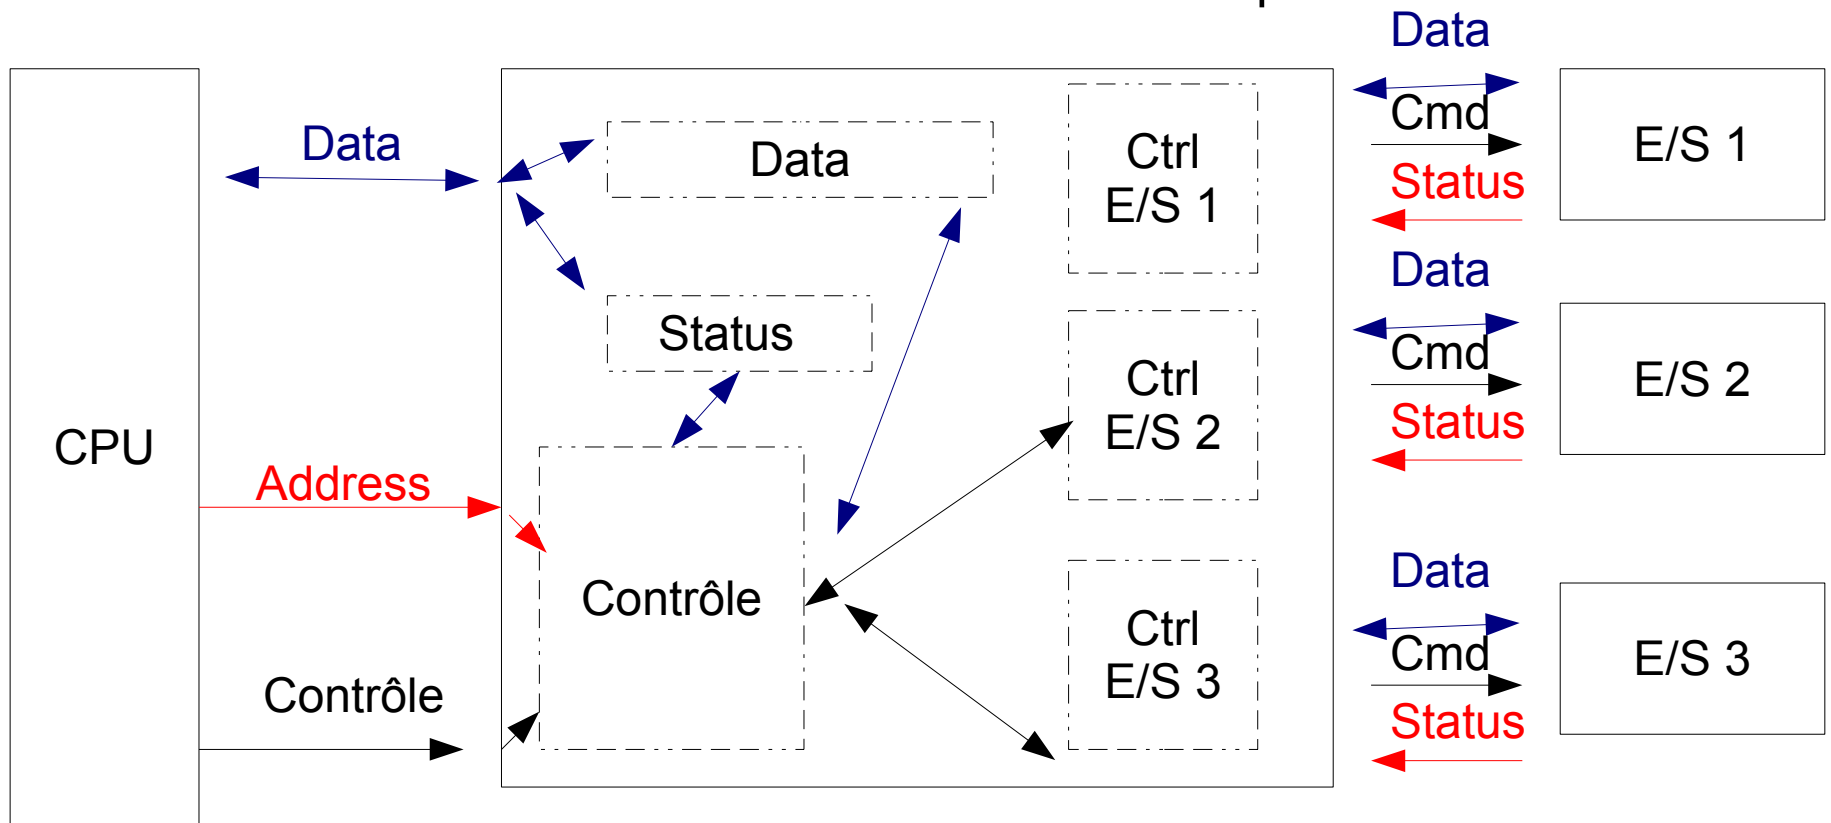 Data
Cmd
Status
E/S 1
Data
Data
Ctrl
E/S 1
Status
Data
Cmd
Status
E/S 2
Ctrl
E/S 2
CPU
Address
Contrôle
Contrôle
Ctrl
E/S 3
Data
Cmd
Status
E/S 3